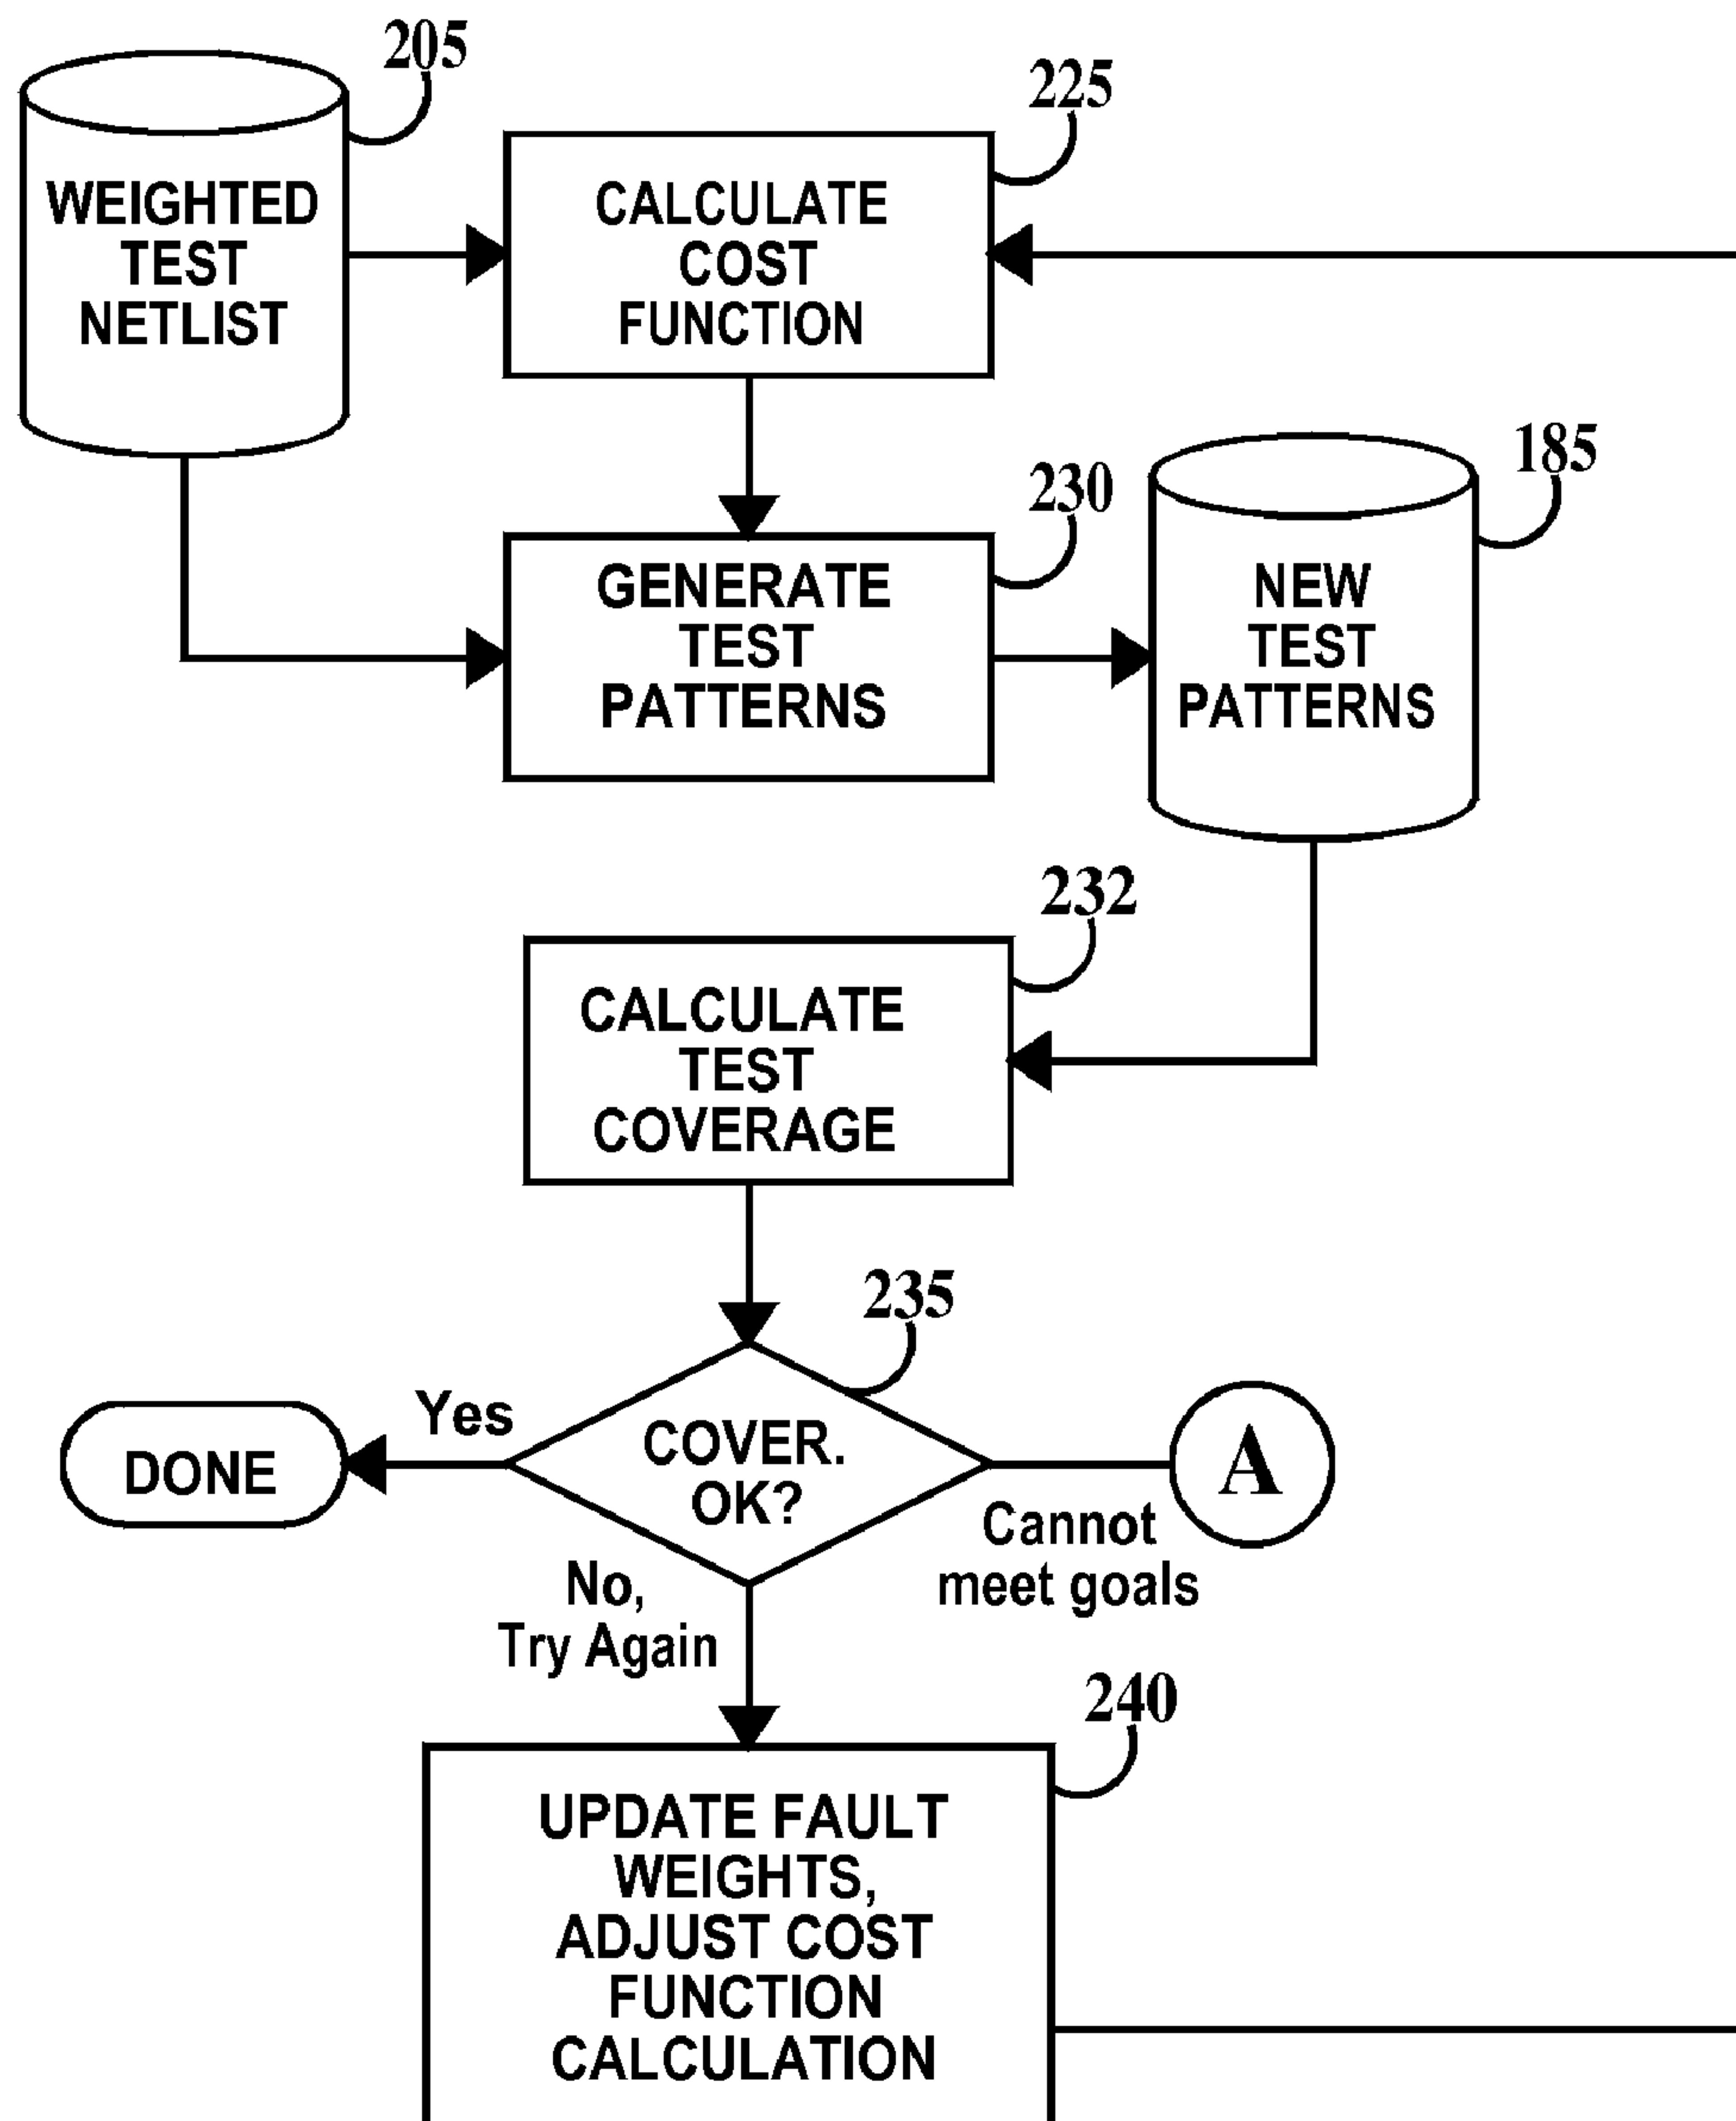 205
225
WEIGHTED
TEST
NETLIST
CALCULATE
COST
FUNCTION
185
230
GENERATE
TEST
PATTERNS
NEW
TEST
PATTERNS
232
CALCULATE
TEST
COVERAGE
235
Yes
DONE
COVER.
OK?
A
Cannot
meet goals
No,
Try Again
240
UPDATE FAULT
WEIGHTS,
ADJUST COST
FUNCTION
CALCULATION